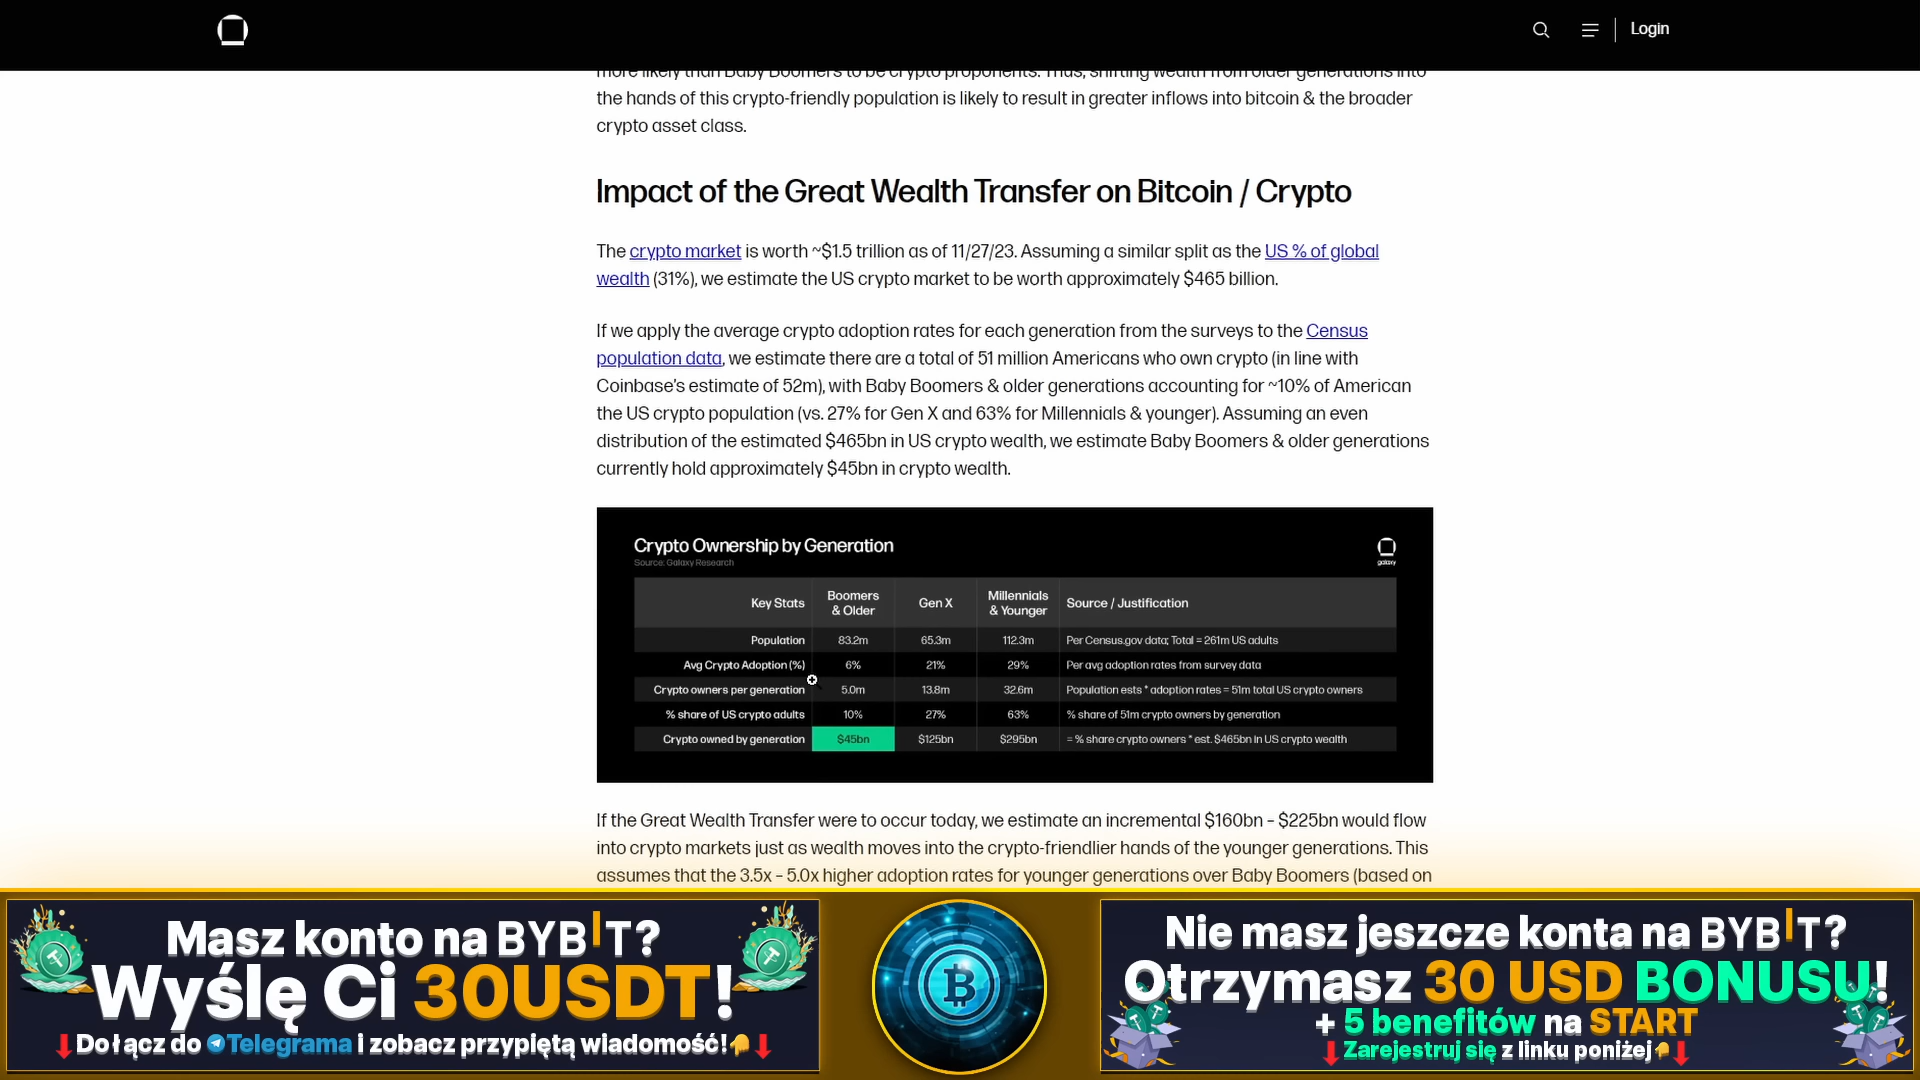 Login
more likely than Baby Boomers to be crypto proponents. Thus, shifting wealth from older generations into
the hands of this crypto-friendly population is likely to result in greater inflows into bitcoin & the broader
crypto asset class.
Impact of the Great Wealth Transfer on Bitcoin / Crypto
The crypto market is worth ~$1.5 trillion as of 11/27/23. Assuming a similar split as the US % of global
wealth (31%), we estimate the US crypto market to be worth approximately $465 billion.
If we apply the average crypto adoption rates for each generation from the surveys to the Census
population data, we estimate there are a total of 51 million Americans who own crypto (in line with
Coinbase's estimate of 52m), with Baby Boomers & older generations accounting for ~10% of American
the US crypto population (vs. 27% for Gen X and 63% for Millennials & younger). Assuming an even
distribution of the estimated $465bn in US crypto wealth, we estimate Baby Boomers & older generations
currently hold approximately $45bn in crypto wealth.
Crypto Ownership by Generation
Source: Galaxy Research
galaxy
Key Stats Boomers & Older Gen X Millennials & Younger Source / Justification
Population 83.2m 65.3m 112.3m Per Census.gov data; Total = 261m US adults
Avg Crypto Adoption (%) 6% 21% 29% Per avg adoption rates from survey data
Crypto owners per generation 5.0m 13.8m 32.6m Population ests * adoption rates = 51m total US crypto owners
% share of US crypto adults 10% 27% 63% % share of 51m crypto owners by generation
Crypto owned by generation $45bn $125bn $295bn = % share crypto owners * est. $465bn in US crypto wealth
If the Great Wealth Transfer were to occur today, we estimate an incremental $160bn - $225bn would flow
into crypto markets just as wealth moves into the crypto-friendlier hands of the younger generations. This
assumes that the 3.5x - 5.0x higher adoption rates for younger generations over Baby Boomers (based on
Masz konto na BYBIT?
Wyślę Ci 30USDT!
Dołącz do Telegrama i zobacz przypiętą wiadomość!
Nie masz jeszcze konta na BYBIT?
Otrzymasz 30 USD BONUSU!
+ 5 benefitów na START
Zarejestruj się z linku poniżej